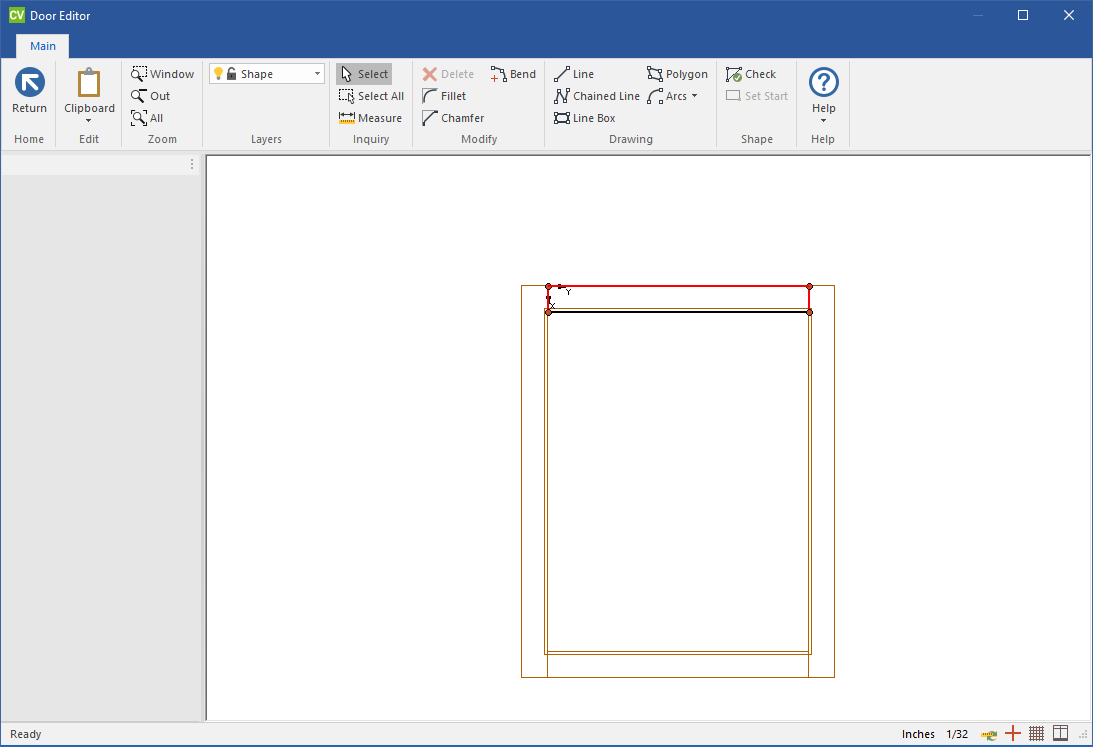 CV Door Editor
Main
Return
Home
Clipboard
Edit
Window
Out
All
Zoom
Shape
Layers
Select
Select All
Measure
Inquiry
Delete
Bend
Fillet
Chamfer
Modify
Line
Polygon
Chained Line
Arcs
Line Box
Drawing
Check
Set Start
Shape
Help
Help
Y
X
Ready
Inches 1/32